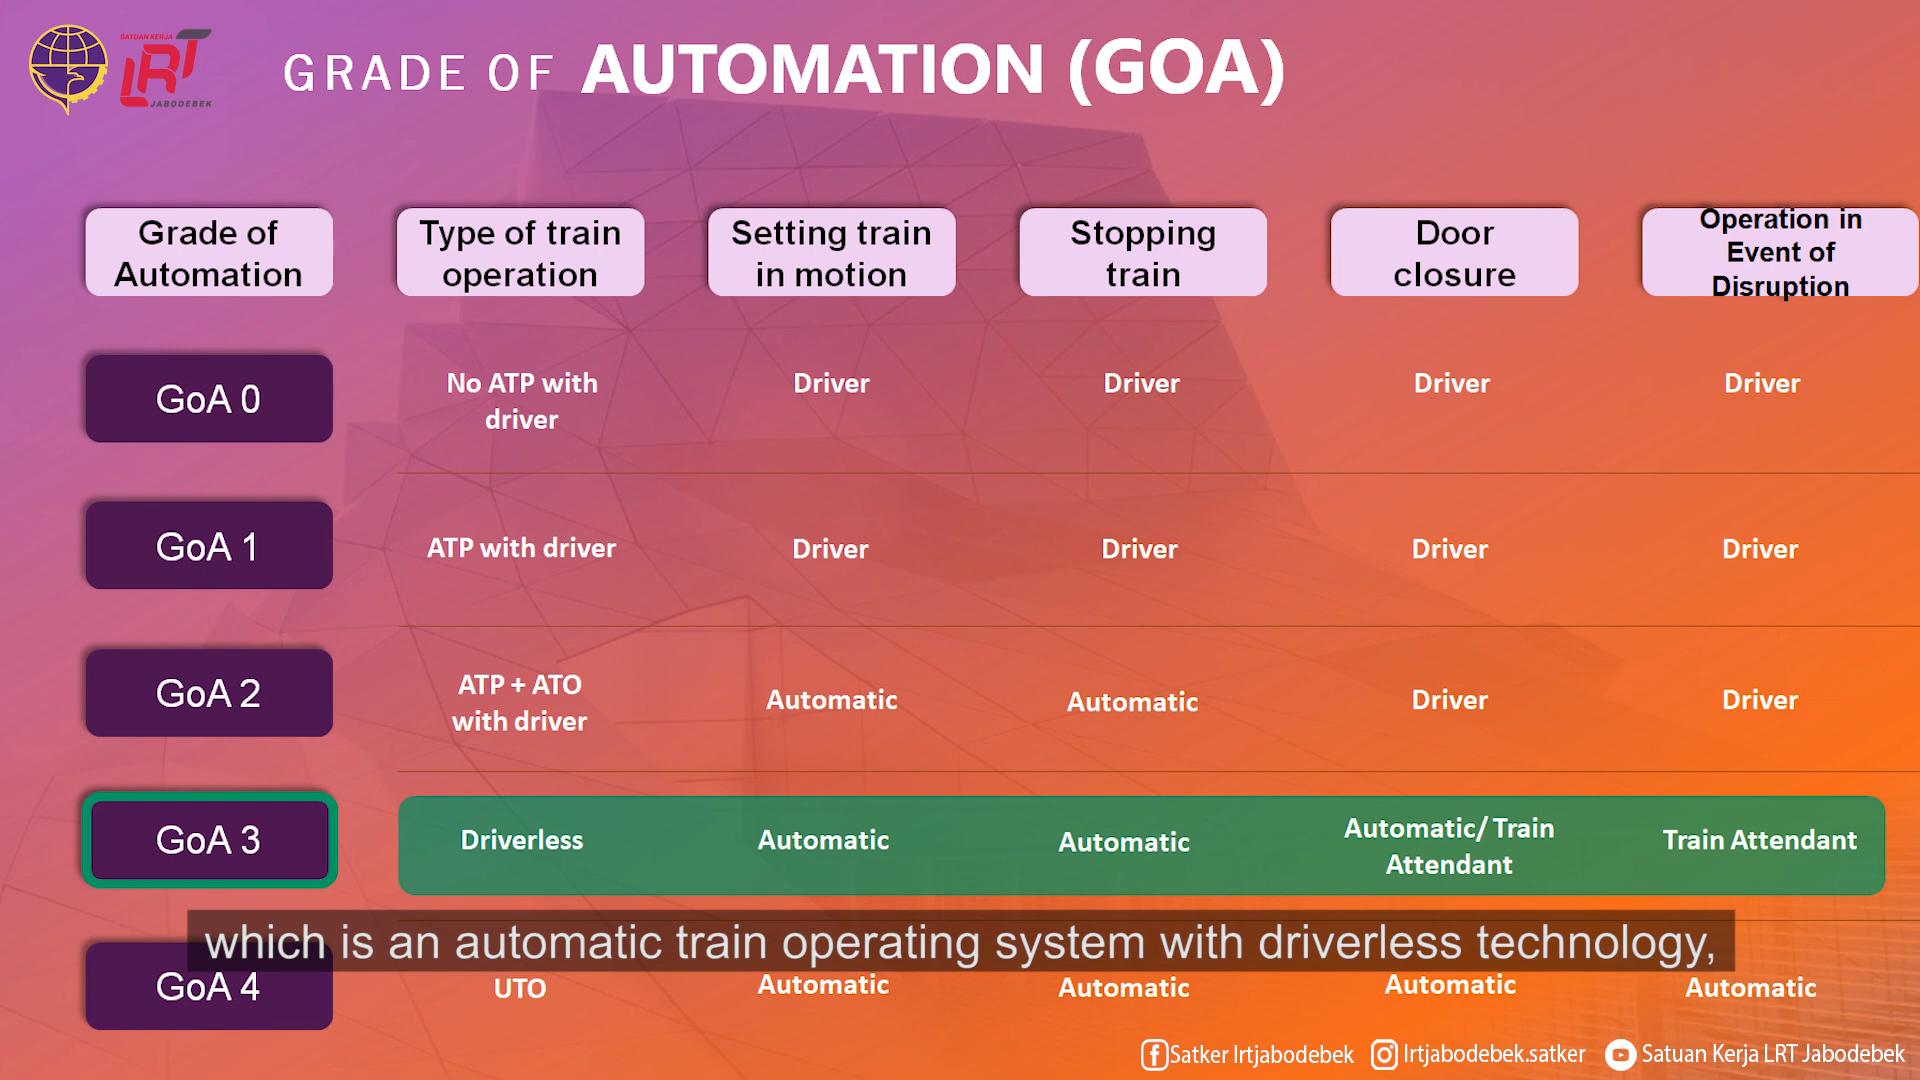 SATUAN KERJA
LRT
JABODEBEK
GRADE OF AUTOMATION (GOA)
Grade of
Automation
Type of train
operation
Setting train
in motion
Stopping
train
Door
closure
Operation in
Event of
Disruption
GoA 0
No ATP with
driver
Driver
Driver
Driver
Driver
GoA 1
ATP with driver
Driver
Driver
Driver
Driver
GoA 2
ATP + ATO
with driver
Automatic
Automatic
Driver
Driver
GoA 3
Driverless
Automatic
Automatic
Automatic/ Train
Attendant
Train Attendant
which is an automatic train operating system with driverless technology,
GoA 4
UTO
Automatic
Automatic
Automatic
Automatic
Satker lrtjabodebek
lrtjabodebek.satker
Satuan Kerja LRT Jabodebek